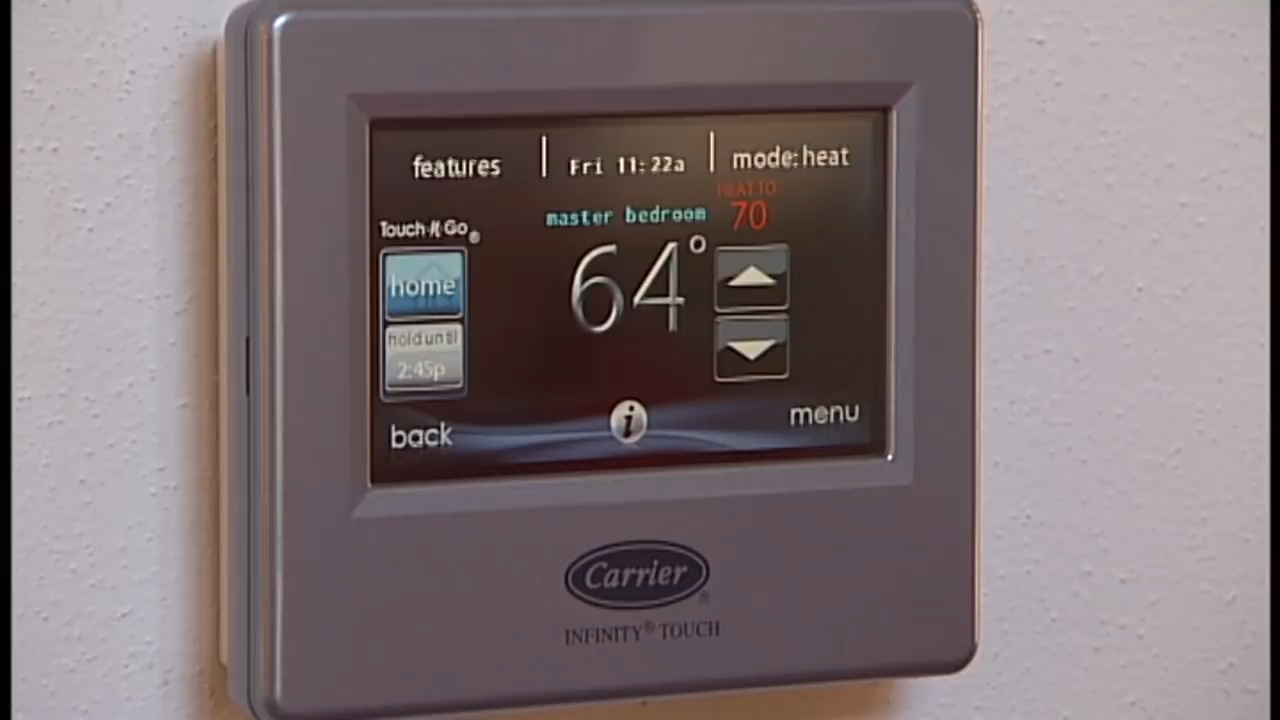 features
Fri 11:22a
mode: heat
HEAT TO
70
master bedroom
Touch-N-Go®
64°
home
hold until
2:45p
back
i
menu
Carrier®
INFINITY® TOUCH